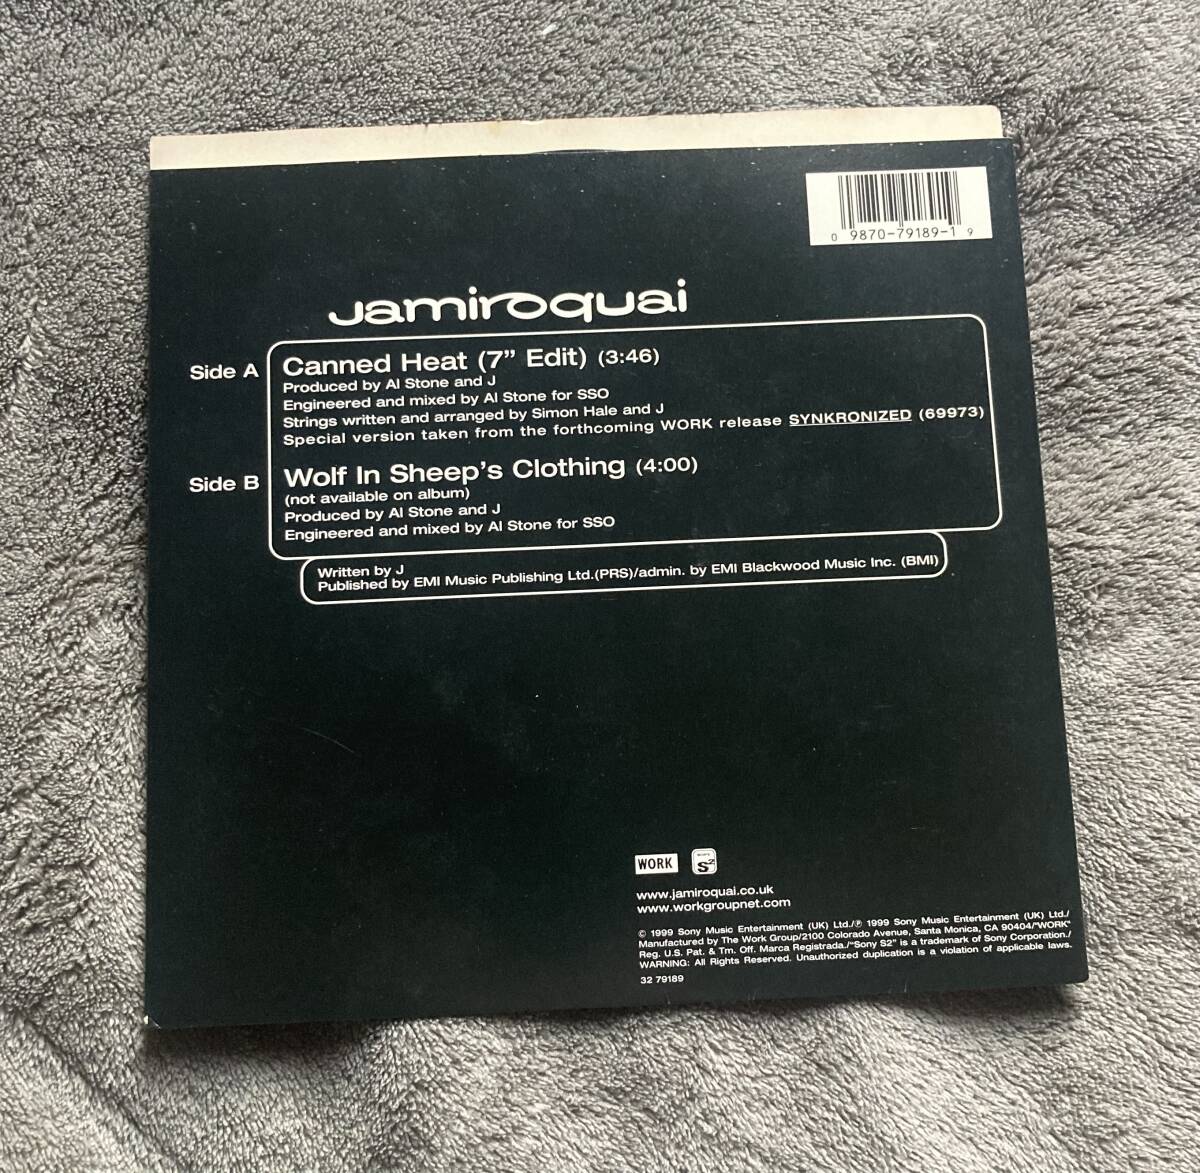 0 9870-79189-1 9
Jamiroquai
Side A Canned Heat (7" Edit) (3:46)
Produced by Al Stone and J
Engineered and mixed by Al Stone for SSO
Strings written and arranged by Simon Hale and J
Special version taken from the forthcoming WORK release SYNKRONIZED (69973)
Side B Wolf In Sheep's Clothing (4:00)
(not available on album)
Produced by Al Stone and J
Engineered and mixed by Al Stone for SSO
Written by J
Published by EMI Music Publishing Ltd.(PRS)/admin. by EMI Blackwood Music Inc. (BMI)
WORK S2
www.jamiroquai.co.uk
www.workgroupnet.com
© 1999 Sony Music Entertainment (UK) Ltd./℗ 1999 Sony Music Entertainment (UK) Ltd./
Manufactured by The Work Group/2100 Colorado Avenue, Santa Monica, CA 90404/"WORK"
Reg. U.S. Pat. & Tm. Off. Marca Registrada./"Sony S2" is a trademark of Sony Corporation./
WARNING: All Rights Reserved. Unauthorized duplication is a violation of applicable laws.
32 79189